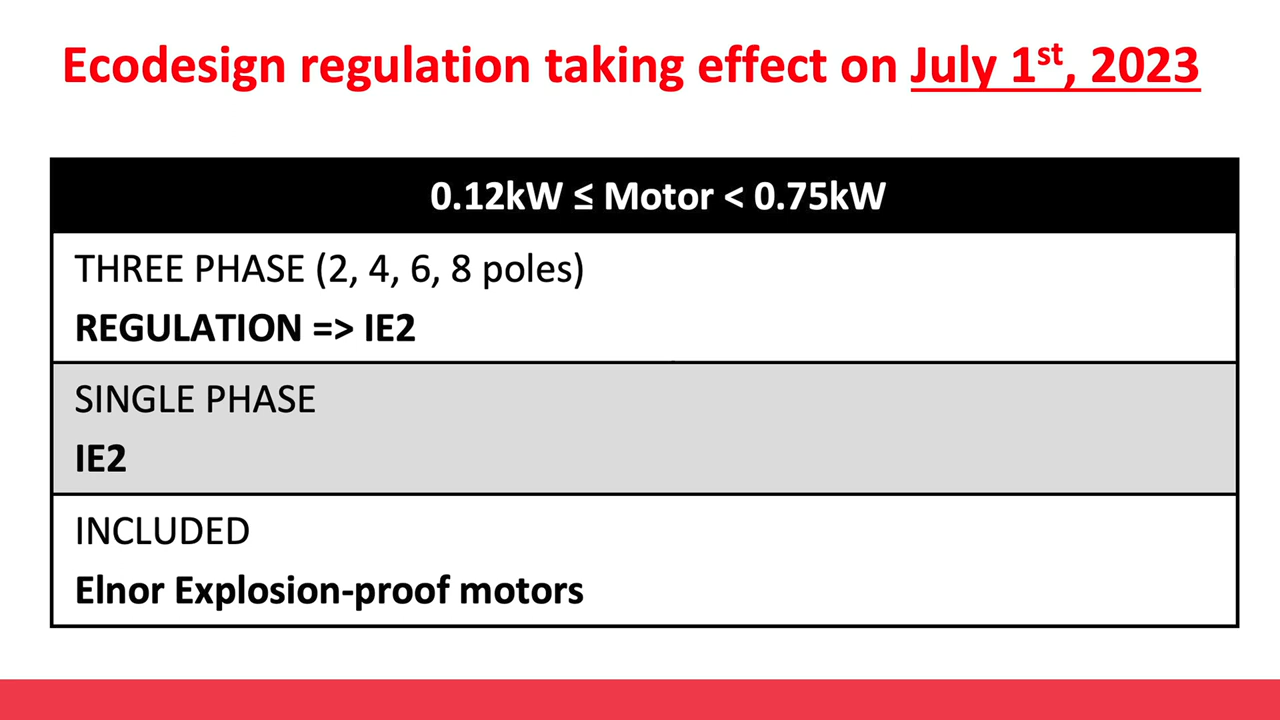 Ecodesign regulation taking effect on July 1st, 2023
0.12kW ≤ Motor < 0.75kW
THREE PHASE (2, 4, 6, 8 poles)
REGULATION => IE2
SINGLE PHASE
IE2
INCLUDED
Elnor Explosion-proof motors